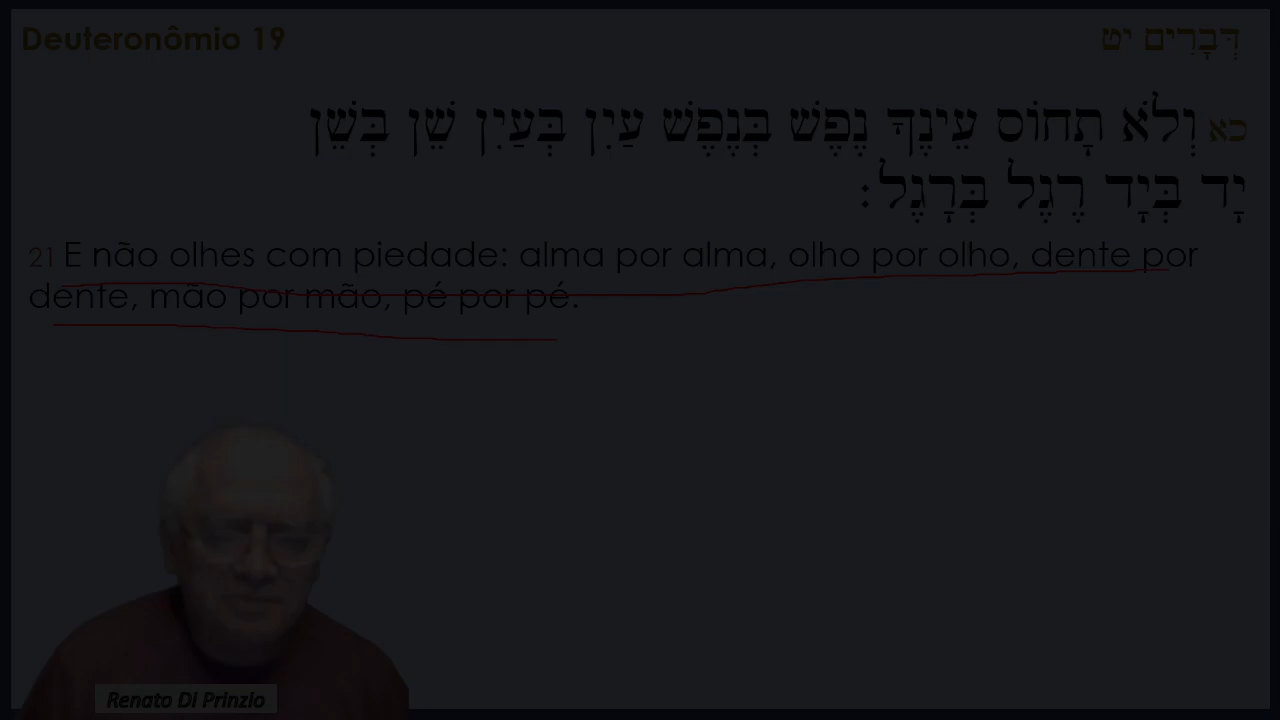 Deuteronômio 19
דְּבָרִים יט
כא וְלֹא תָחוֹס עֵינֶךָ נֶפֶשׁ בְּנֶפֶשׁ עַיִן בְּעַיִן שֵׁן בְּשֵׁן
יָד בְּיָד רֶגֶל בְּרָגֶל:
21 E não olhes com piedade: alma por alma, olho por olho, dente por
dente, mão por mão, pé por pé.
Renato Di Prinzio